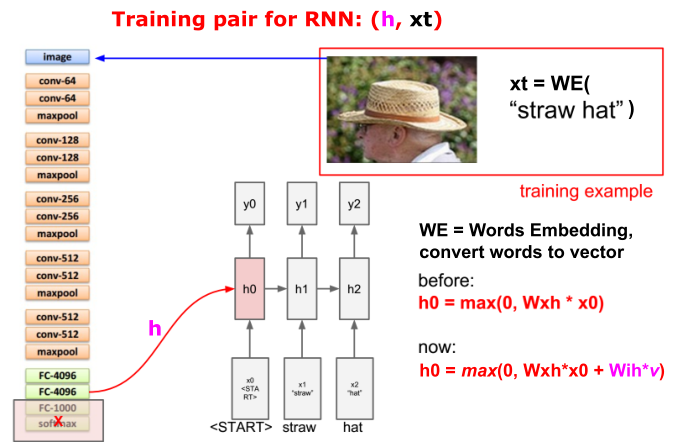 Training pair for RNN: (h, xt)
image
conv-64
conv-64
maxpool
conv-128
conv-128
maxpool
conv-256
conv-256
maxpool
conv-512
conv-512
maxpool
conv-512
conv-512
maxpool
FC-4096
FC-4096
FC-1000
softmax
X
h
y0 y1 y2
h0 h1 h2
x0
<STA
RT>
x1
"straw"
x2
"hat"
<START> straw hat
xt = WE(
“straw hat” )
training example
WE = Words Embedding,
convert words to vector
before:
h0 = max(0, Wxh * x0)
now:
h0 = max(0, Wxh*x0 + Wih*v)